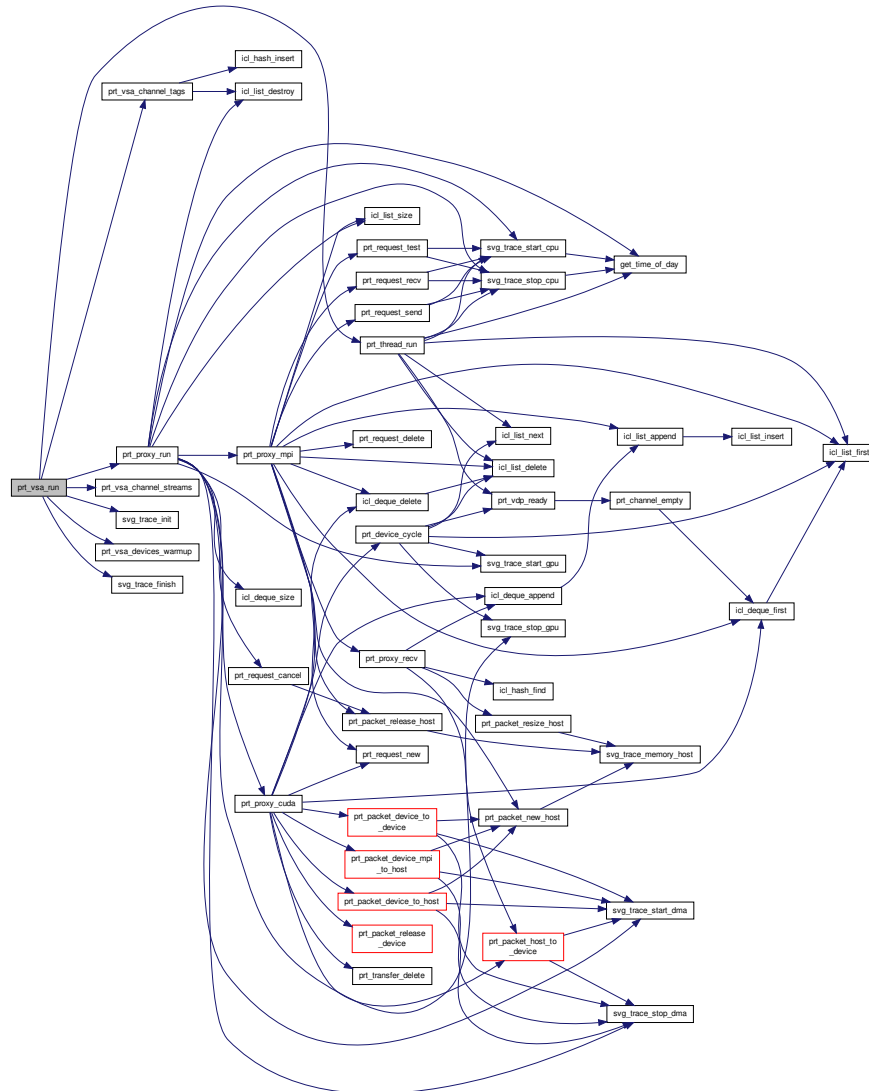 icl_hash_insert
prt_vsa_channel_tags
icl_list_destroy
icl_list_size
prt_request_test
svg_trace_start_cpu
get_time_of_day
prt_request_recv
svg_trace_stop_cpu
prt_request_send
prt_thread_run
icl_list_next
icl_list_append
icl_list_insert
prt_request_delete
icl_list_first
prt_proxy_run
prt_proxy_mpi
icl_list_delete
prt_vsa_run
prt_vsa_channel_streams
icl_deque_delete
prt_vdp_ready
prt_channel_empty
svg_trace_init
prt_device_cycle
prt_vsa_devices_warmup
svg_trace_start_gpu
svg_trace_finish
icl_deque_size
icl_deque_append
icl_deque_first
svg_trace_stop_gpu
prt_proxy_recv
prt_request_cancel
icl_hash_find
prt_packet_release_host
prt_packet_resize_host
prt_request_new
svg_trace_memory_host
prt_proxy_cuda
prt_packet_device_to
_device
prt_packet_new_host
prt_packet_device_mpi
_to_host
prt_packet_device_to_host
svg_trace_start_dma
prt_packet_release
_device
prt_packet_host_to
_device
prt_transfer_delete
svg_trace_stop_dma